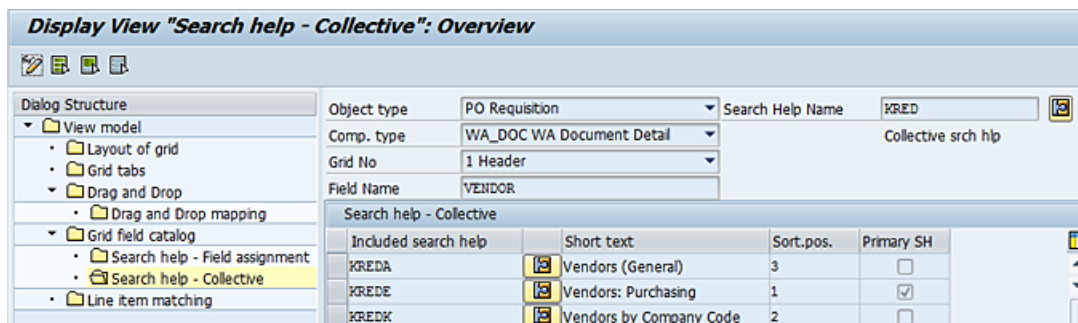 Display View "Search help - Collective": Overview
Dialog Structure
View model
Layout of grid
Grid tabs
Drag and Drop
Drag and Drop mapping
Grid field catalog
Search help - Field assignment
Search help - Collective
Line item matching
Object type PO Requisition Search Help Name KRED
Comp. type WA_DOC WA Document Detail Collective srch hlp
Grid No 1 Header
Field Name VENDOR
Search help - Collective
Included search help Short text Sort.pos. Primary SH
KREDA Vendors (General) 3
KREDE Vendors: Purchasing 1
KREDK Vendors by Company Code 2